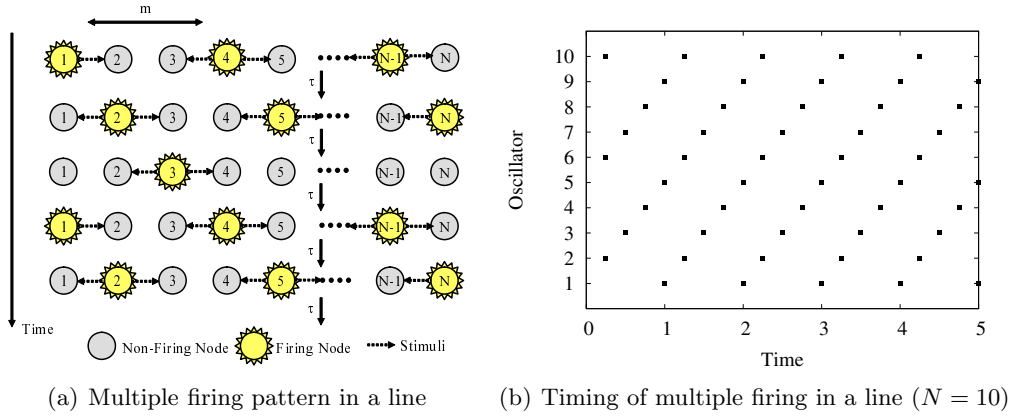 m
1 2 3 4 5 N-1 N
τ
1 2 3 4 5 N-1 N
τ
1 2 3 4 5 N-1 N
τ
1 2 3 4 5 N-1 N
τ
1 2 3 4 5 N-1 N
τ
Time
Non-Firing Node Firing Node Stimuli
(a) Multiple firing pattern in a line
Oscillator
10
9
8
7
6
5
4
3
2
1
0 1 2 3 4 5
Time
(b) Timing of multiple firing in a line (N = 10)